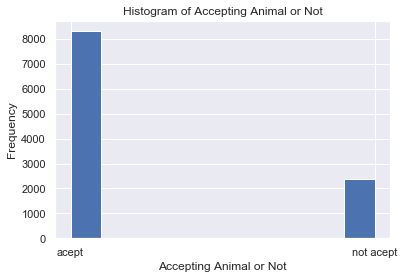 Histogram of Accepting Animal or Not
8000
7000
6000
5000
4000
3000
2000
1000
0
Frequency
acept
not acept
Accepting Animal or Not